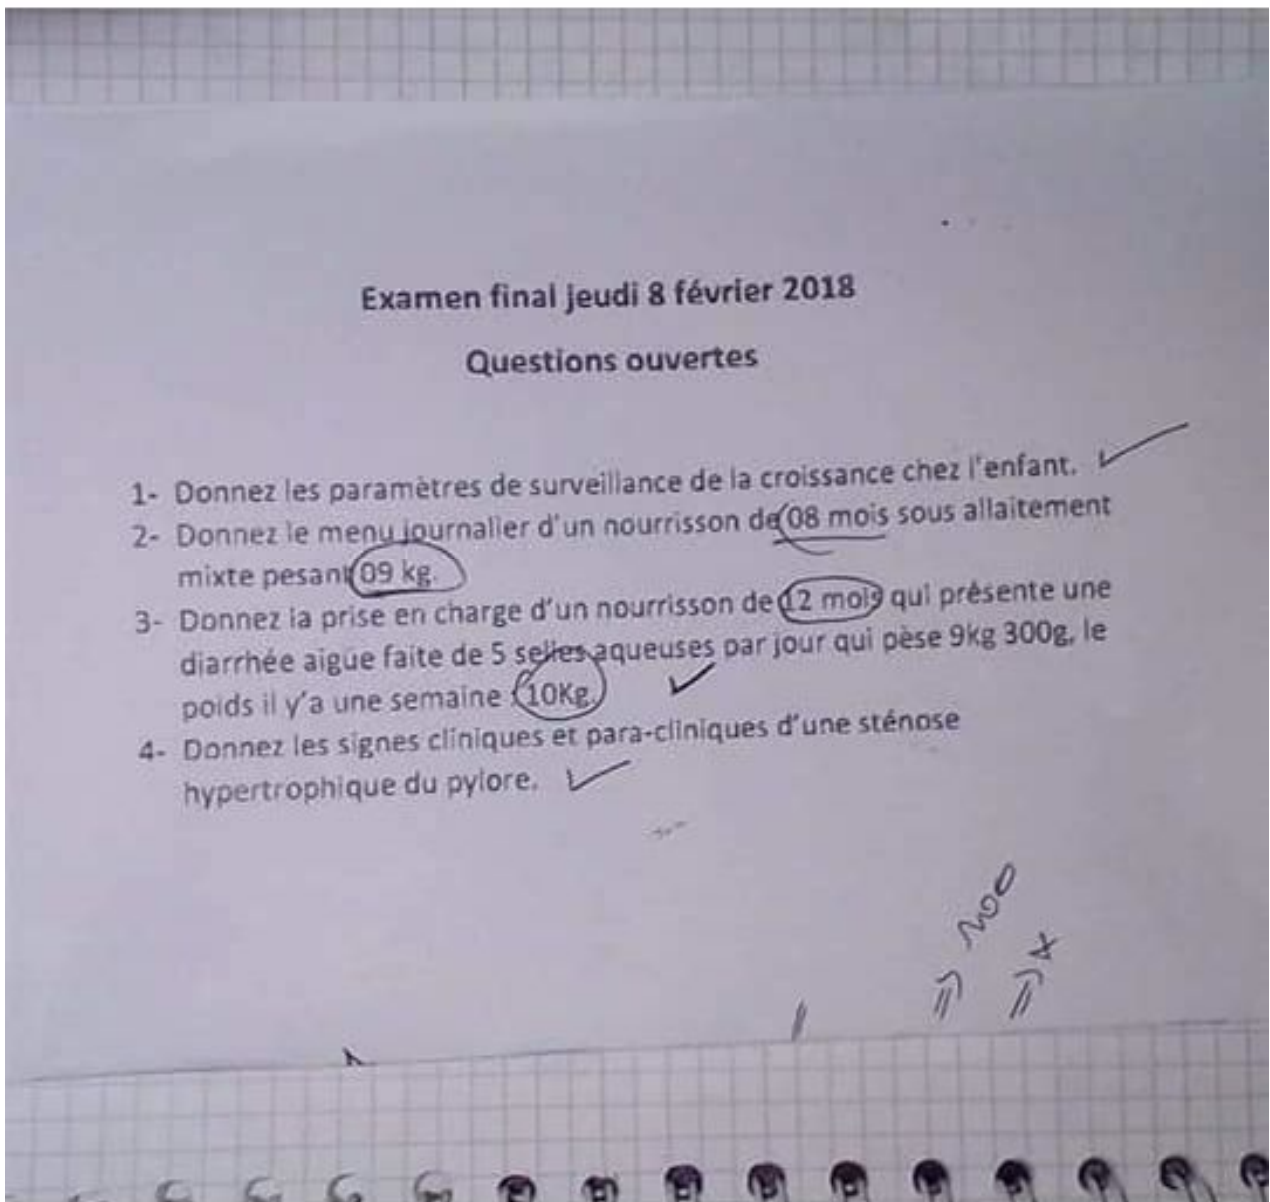 Examen final jeudi 8 février 2018
Questions ouvertes
1- Donnez les paramètres de surveillance de la croissance chez l'enfant.
2- Donnez le menu journalier d'un nourrisson de 08 mois sous allaitement
mixte pesant 09 kg.
3- Donnez la prise en charge d'un nourrisson de 12 mois qui présente une
diarrhée aigue faite de 5 selles aqueuses par jour qui pèse 9kg 300g, le
poids il y'a une semaine : 10Kg.
4- Donnez les signes cliniques et para-cliniques d'une sténose
hypertrophique du pylore.